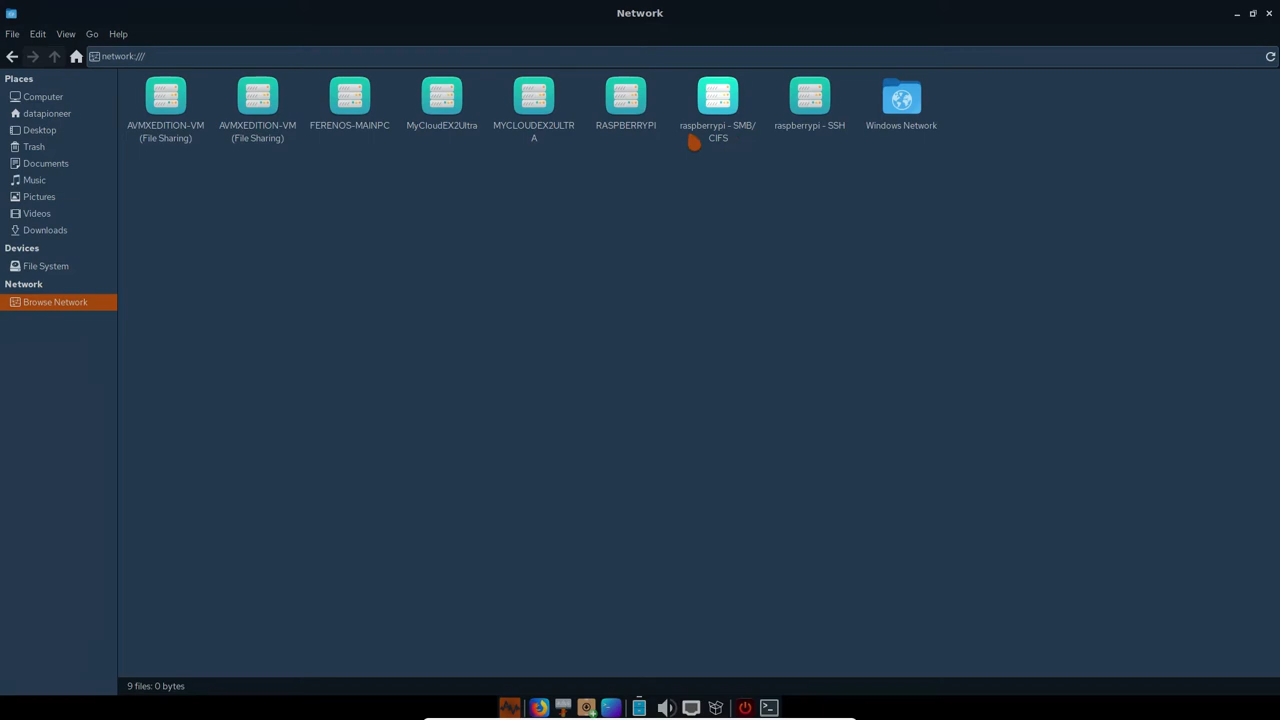 Network
File Edit View Go Help
network:///
Places
Computer
datapioneer
Desktop
Trash
Documents
Music
Pictures
Videos
Downloads
Devices
File System
Network
Browse Network
AVMXEDITION-VM
(File Sharing)
AVMXEDITION-VM
(File Sharing)
FERENOS-MAINPC
MyCloudEX2Ultra
MYCLOUDEX2ULTR
A
RASPBERRYPI
raspberrypi - SMB/
CIFS
raspberrypi - SSH
Windows Network
9 files: 0 bytes